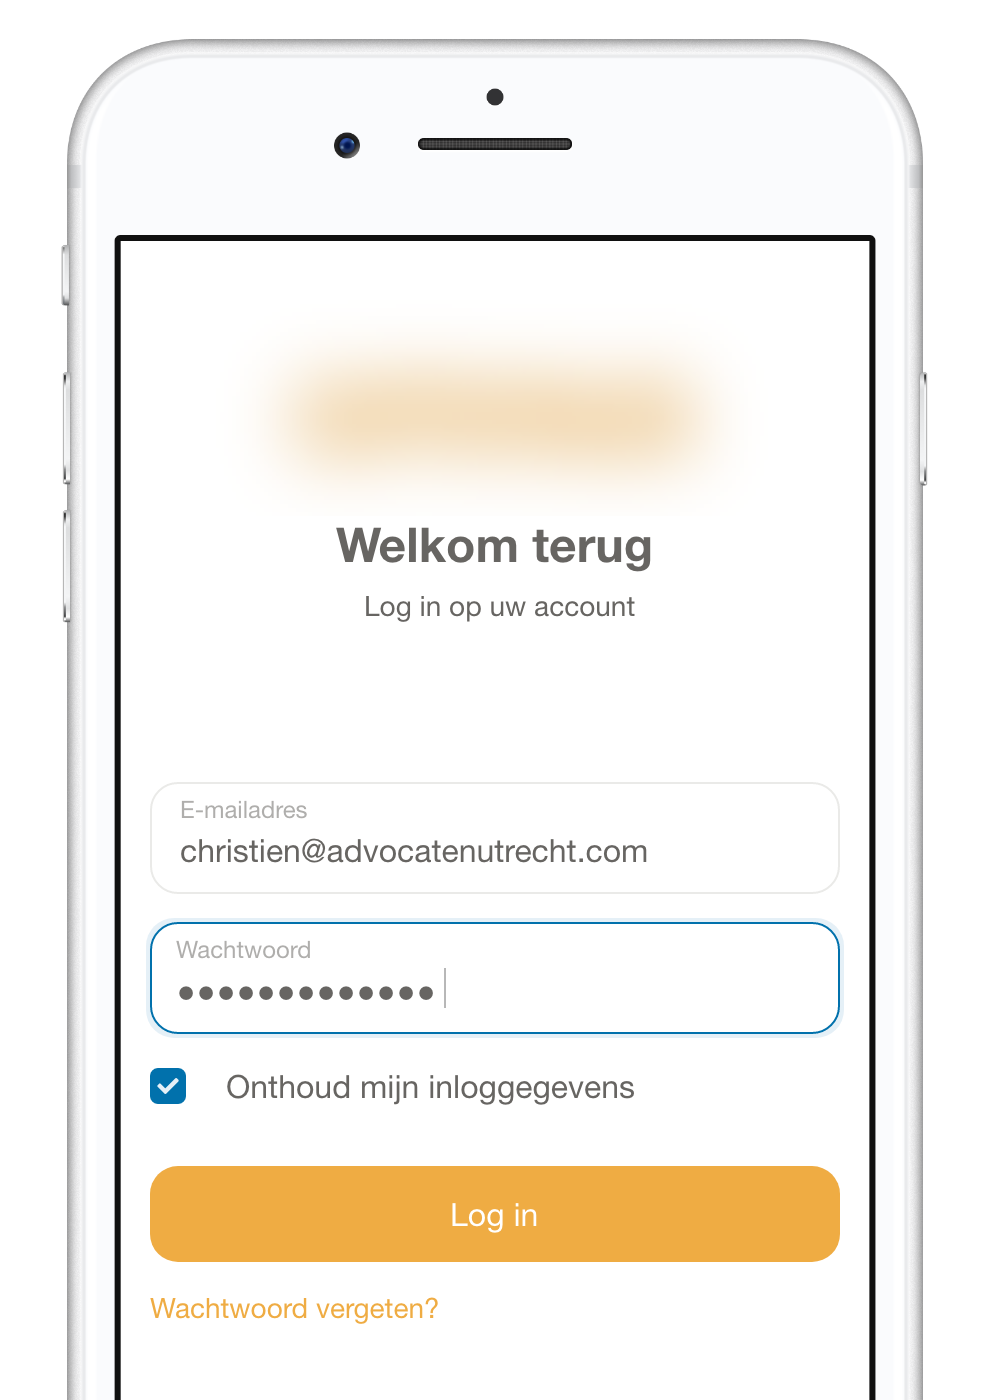 Welkom terug
Log in op uw account
E-mailadres
christien@advocatenutrecht.com
Wachtwoord
●●●●●●●●●●●●●
Onthoud mijn inloggegevens
Log in
Wachtwoord vergeten?